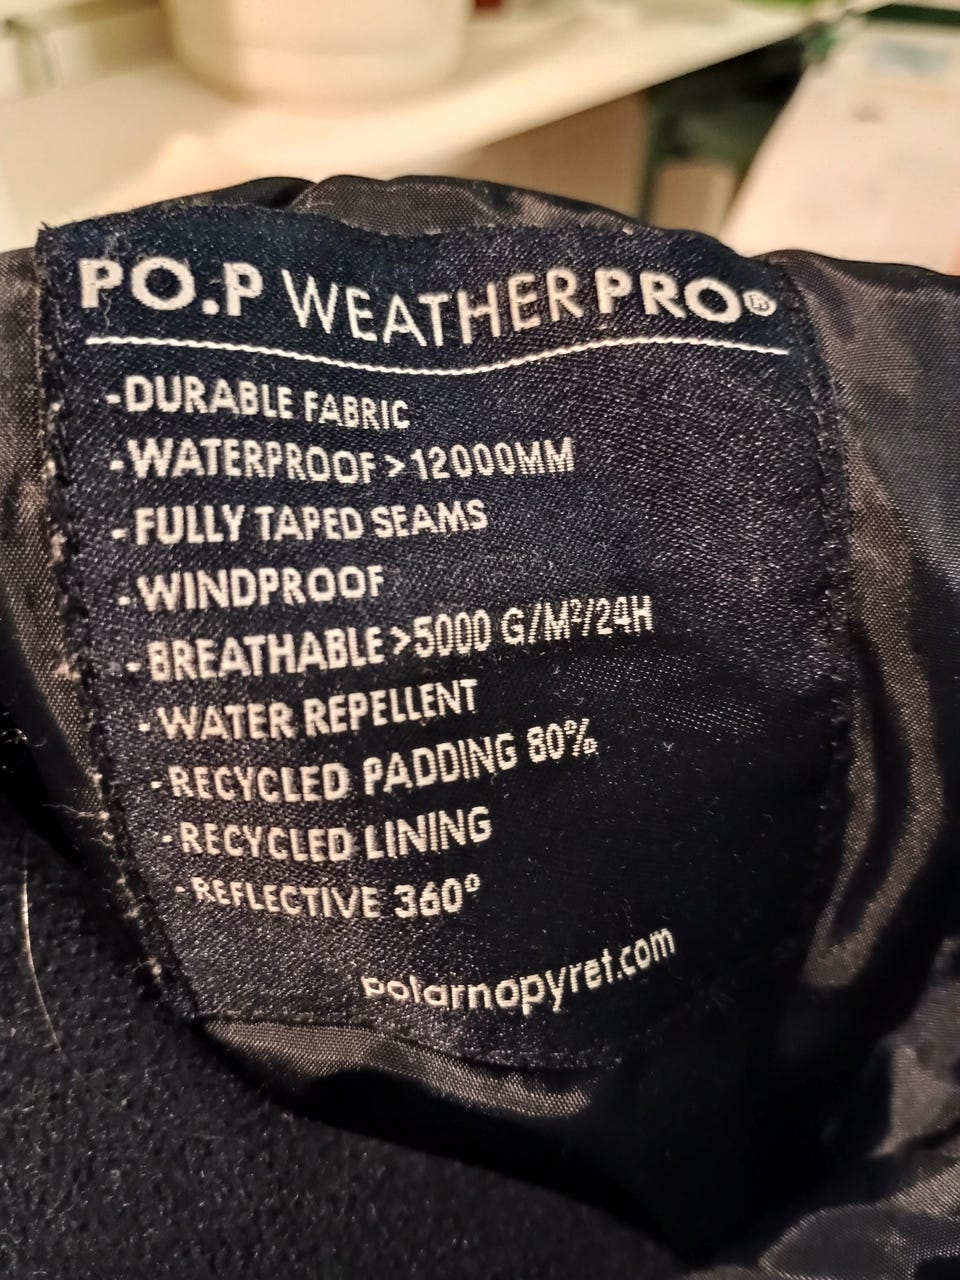 PO.P WEATHERPRO®
-DURABLE FABRIC
-WATERPROOF>12000MM
-FULLY TAPED SEAMS
-WINDPROOF
-BREATHABLE>5000 G/M²/24H
-WATER REPELLENT
-RECYCLED PADDING 80%
-RECYCLED LINING
-REFLECTIVE 360°
polarnopyret.com